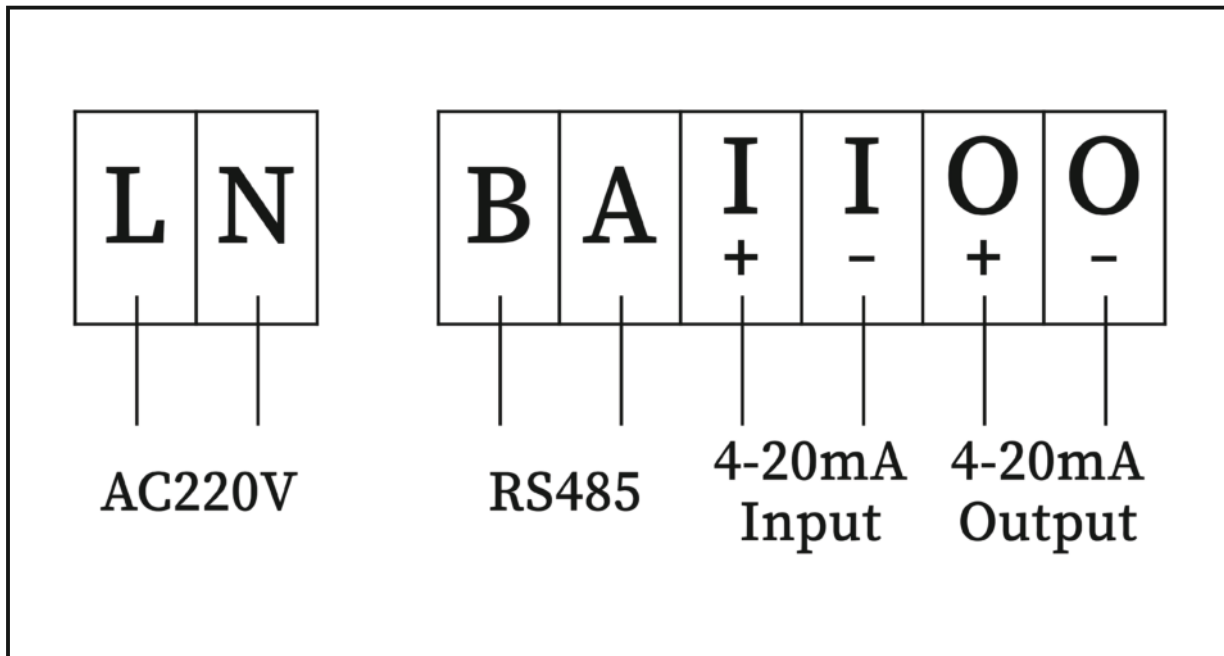 L N B A I I O O
+ - + -
AC220V RS485 4-20mA 4-20mA
Input Output